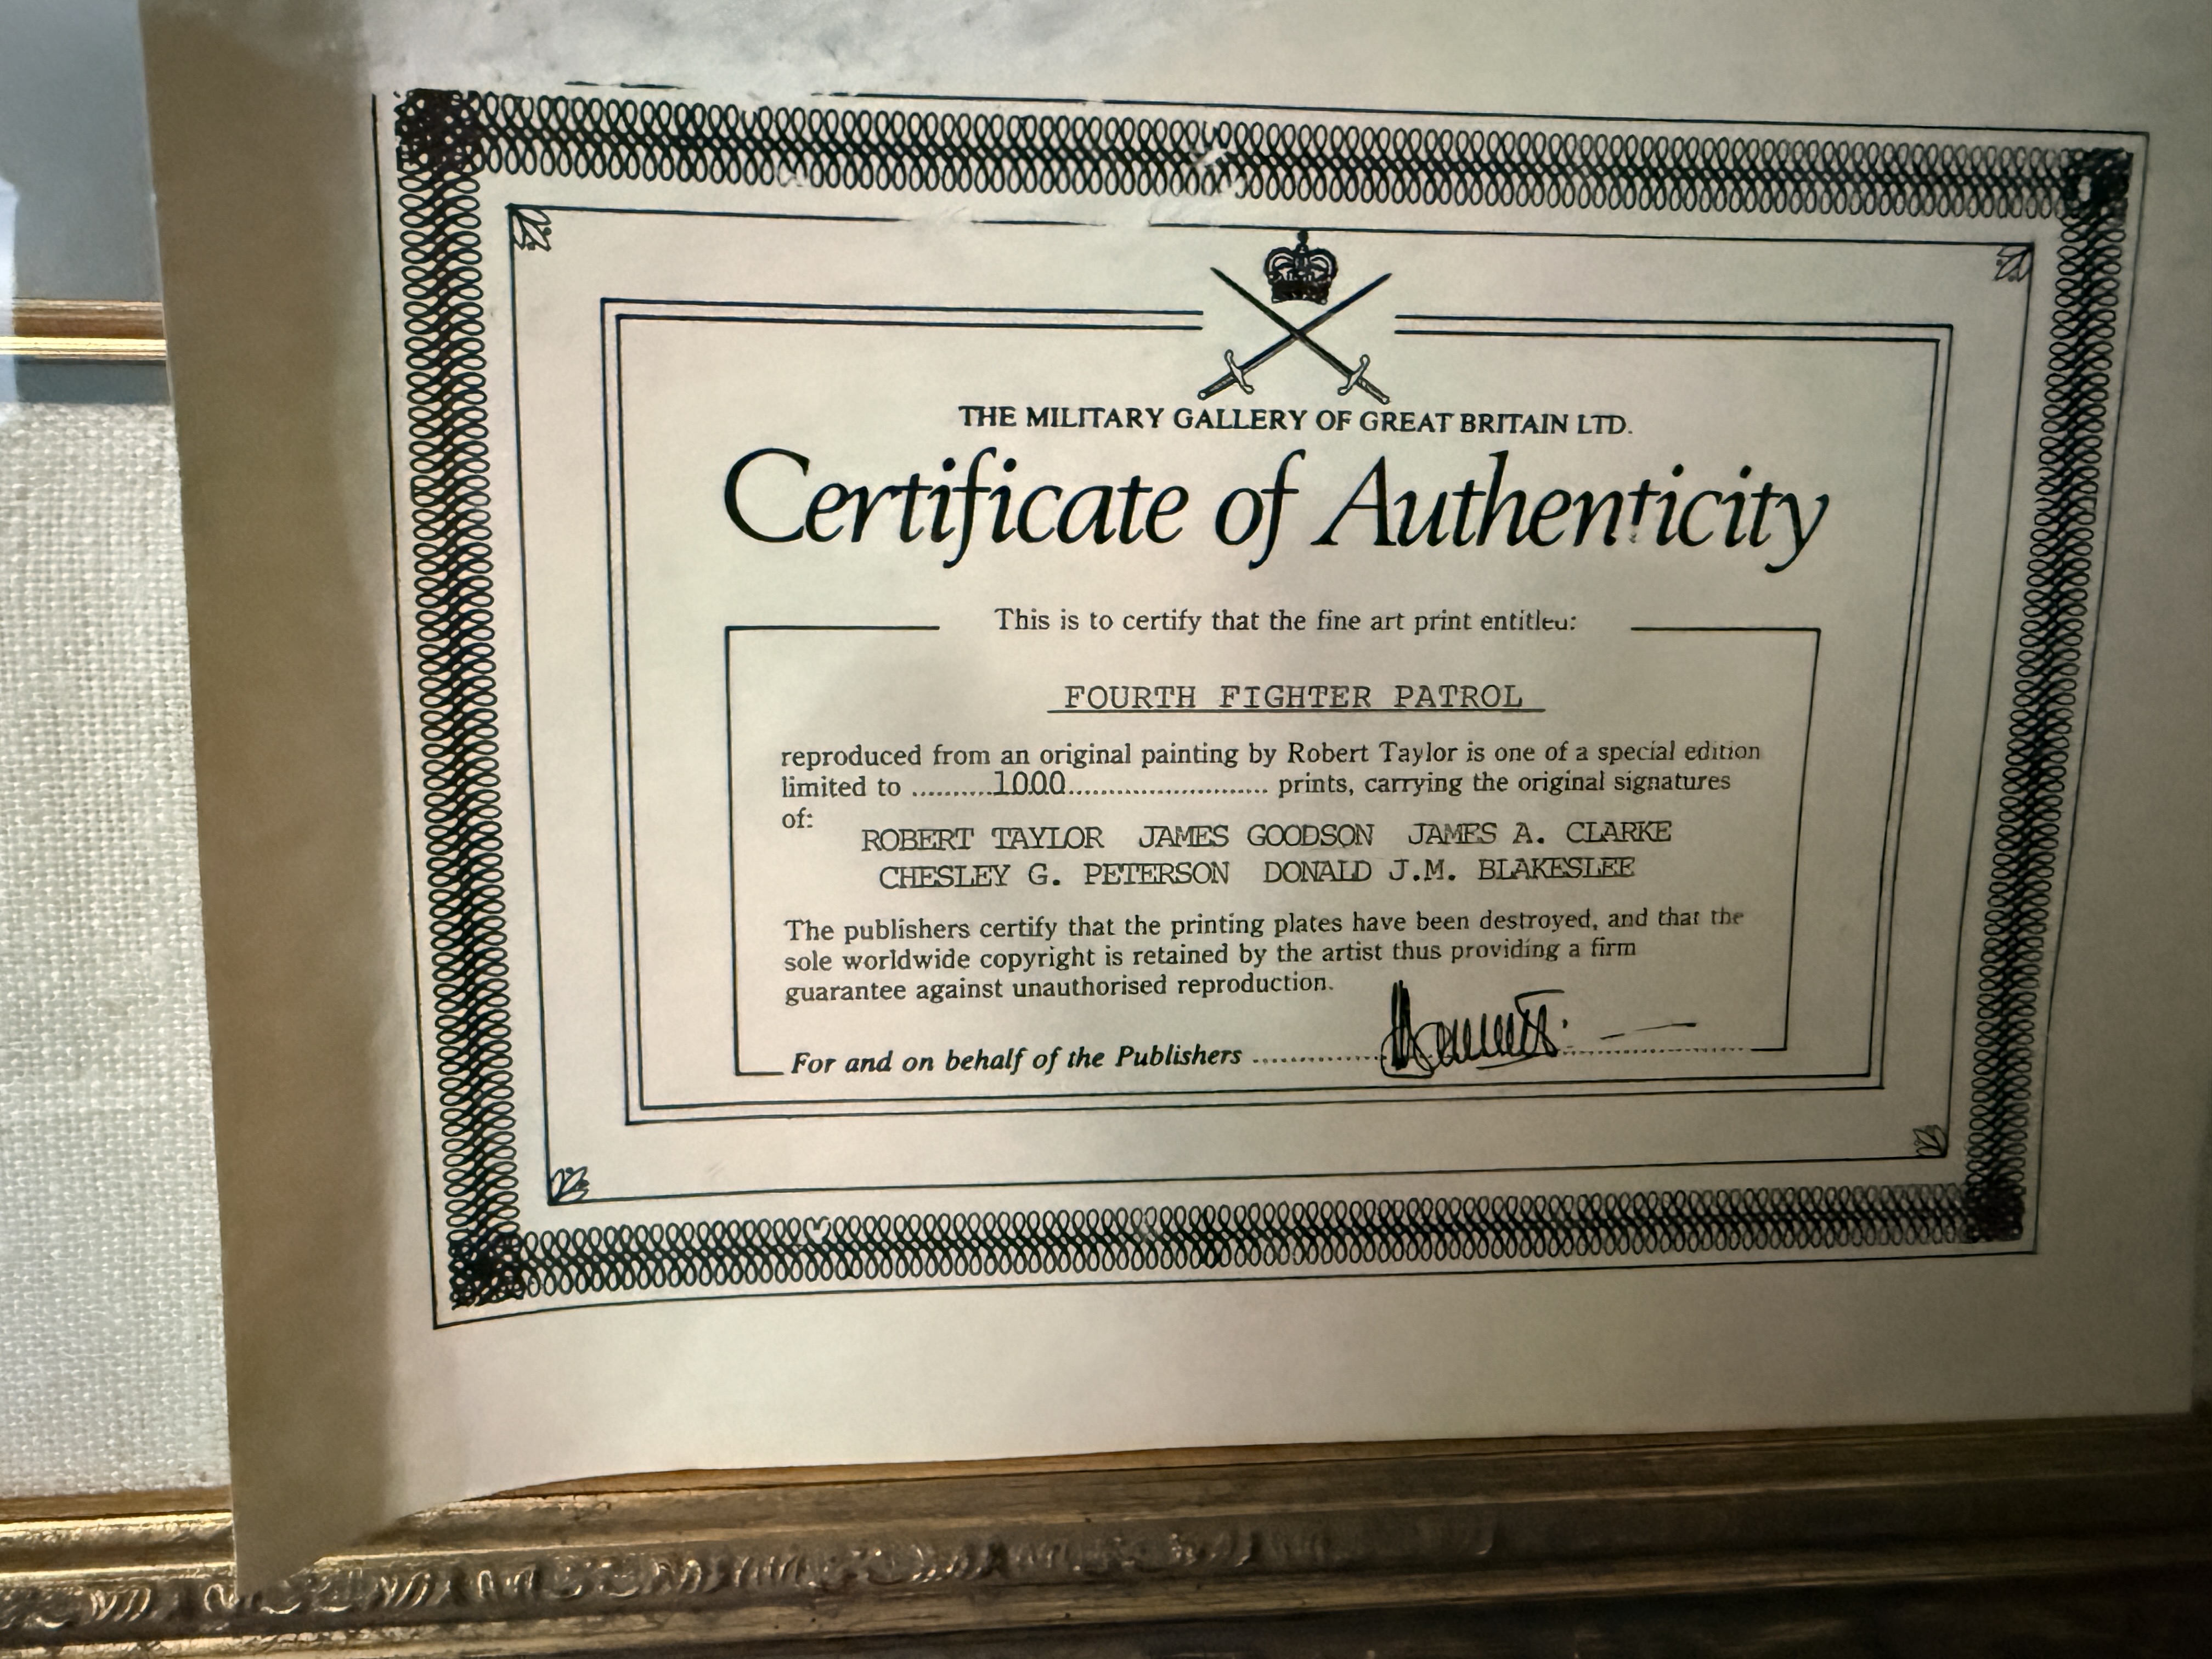 THE MILITARY GALLERY OF GREAT BRITAIN LTD.
Certificate of Authenticity
This is to certify that the fine art print entitled:
FOURTH FIGHTER PATROL
reproduced from an original painting by Robert Taylor is one of a special edition
limited to ..........1000............................ prints, carrying the original signatures
of:
ROBERT TAYLOR JAMES GOODSON JAMES A. CLARKE
CHESLEY G. PETERSON DONALD J.M. BLAKESLEE
The publishers certify that the printing plates have been destroyed, and that the
sole worldwide copyright is retained by the artist thus providing a firm
guarantee against unauthorised reproduction.
For and on behalf of the Publishers ..........